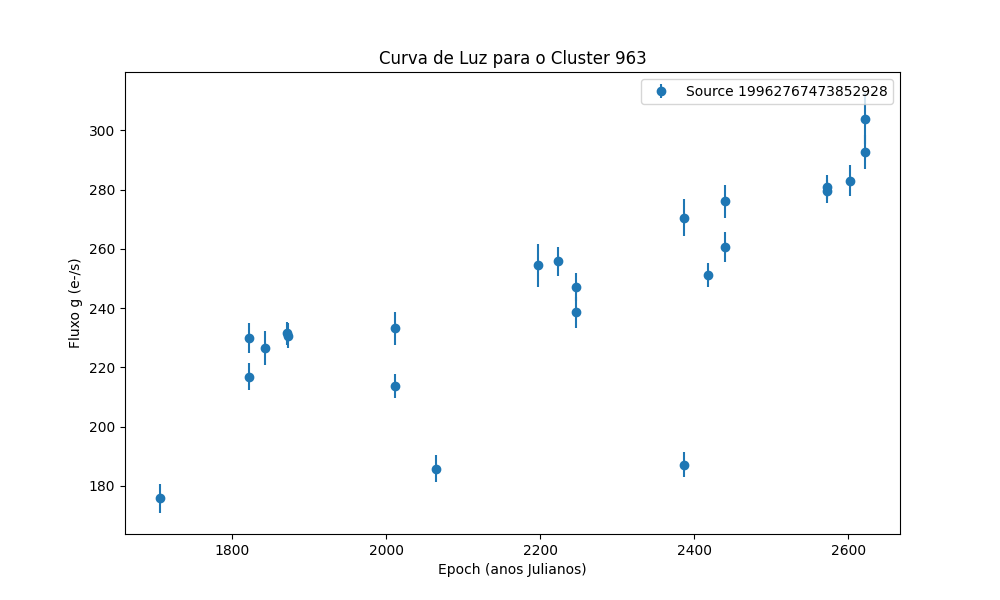 Curva de Luz para o Cluster 963
Source 19962767473852928
300
280
260
240
220
200
180
Fluxo g (e-/s)
1800 2000 2200 2400 2600
Epoch (anos Julianos)